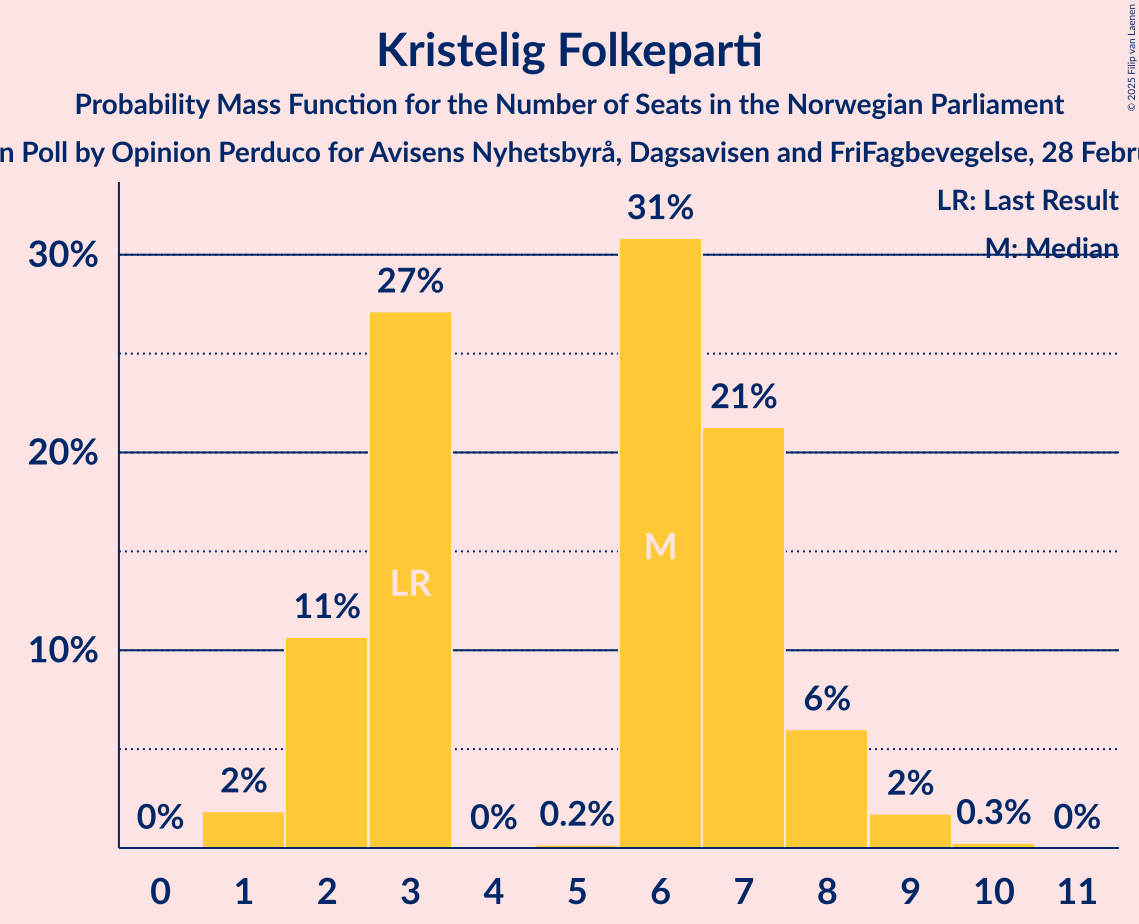 © 2025 Filip van Laenen
Kristelig Folkeparti
Probability Mass Function for the Number of Seats in the Norwegian Parliament
n Poll by Opinion Perduco for Avisens Nyhetsbyrå, Dagsavisen and FriFagbevegelse, 28 Febru
LR: Last Result
M: Median
31%
30%
27%
21%
20%
M
LR
11%
10%
6%
2%
2%
0%
0%
0.2%
0.3%
0%
0 1 2 3 4 5 6 7 8 9 10 11